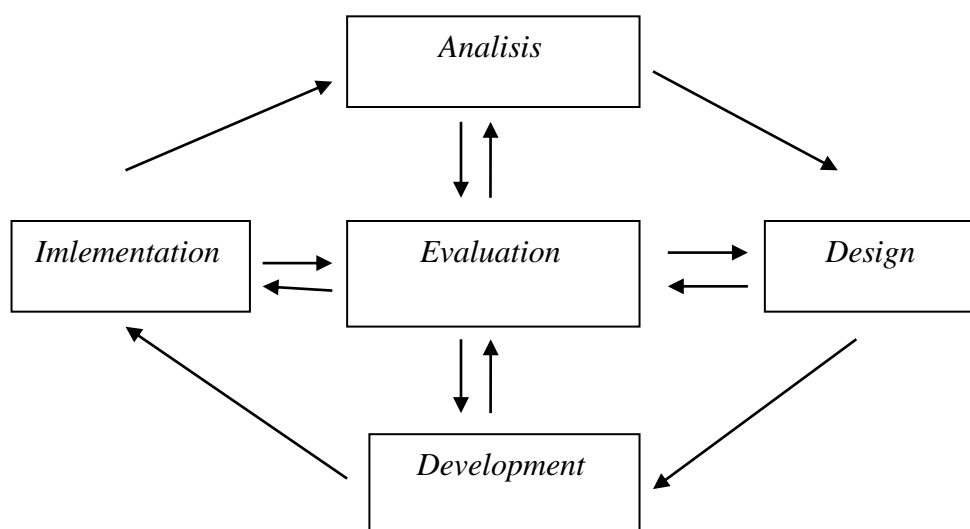 Analisis
Imlementation
Evaluation
Design
Development